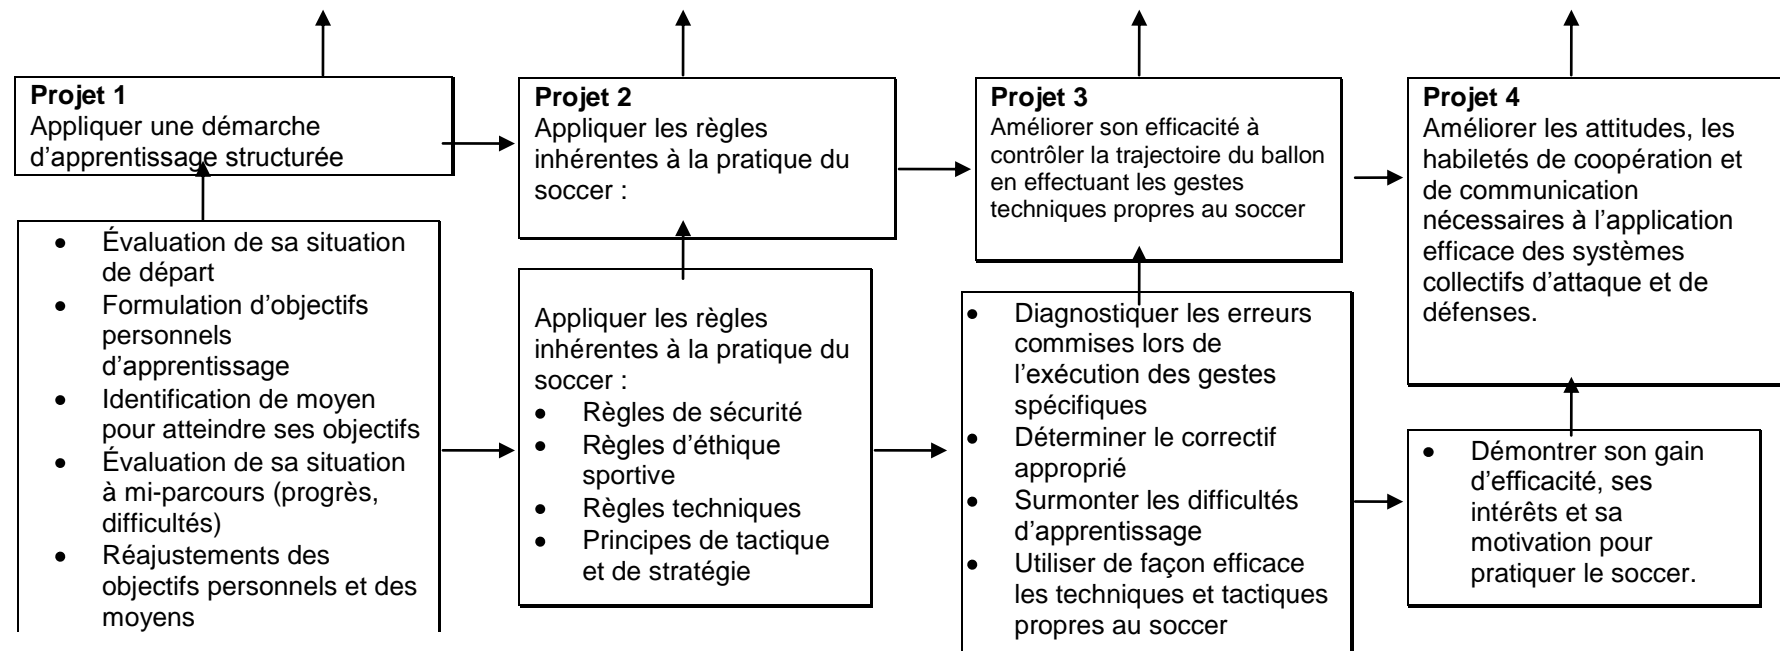 Projet 1
Appliquer une démarche
d'apprentissage structurée
Projet 2
Appliquer les règles
inhérentes à la pratique du
soccer :
Projet 3
Améliorer son efficacité à
contrôler la trajectoire du ballon
en effectuant les gestes
techniques propres au soccer
Projet 4
Améliorer les attitudes, les
habiletés de coopération et
de communication
nécessaires à l'application
efficace des systèmes
collectifs d'attaque et de
défenses.
• Évaluation de sa situation
de départ
• Formulation d'objectifs
personnels
d'apprentissage
• Identification de moyen
pour atteindre ses objectifs
• Évaluation de sa situation
à mi-parcours (progrès,
difficultés)
• Réajustements des
objectifs personnels et des
moyens
Appliquer les règles
inhérentes à la pratique du
soccer :
• Règles de sécurité
• Règles d'éthique
sportive
• Règles techniques
• Principes de tactique
et de stratégie
• Diagnostiquer les erreurs
commises lors de
l'exécution des gestes
spécifiques
• Déterminer le correctif
approprié
• Surmonter les difficultés
d'apprentissage
• Utiliser de façon efficace
les techniques et tactiques
propres au soccer
• Démontrer son gain
d'efficacité, ses
intérêts et sa
motivation pour
pratiquer le soccer.